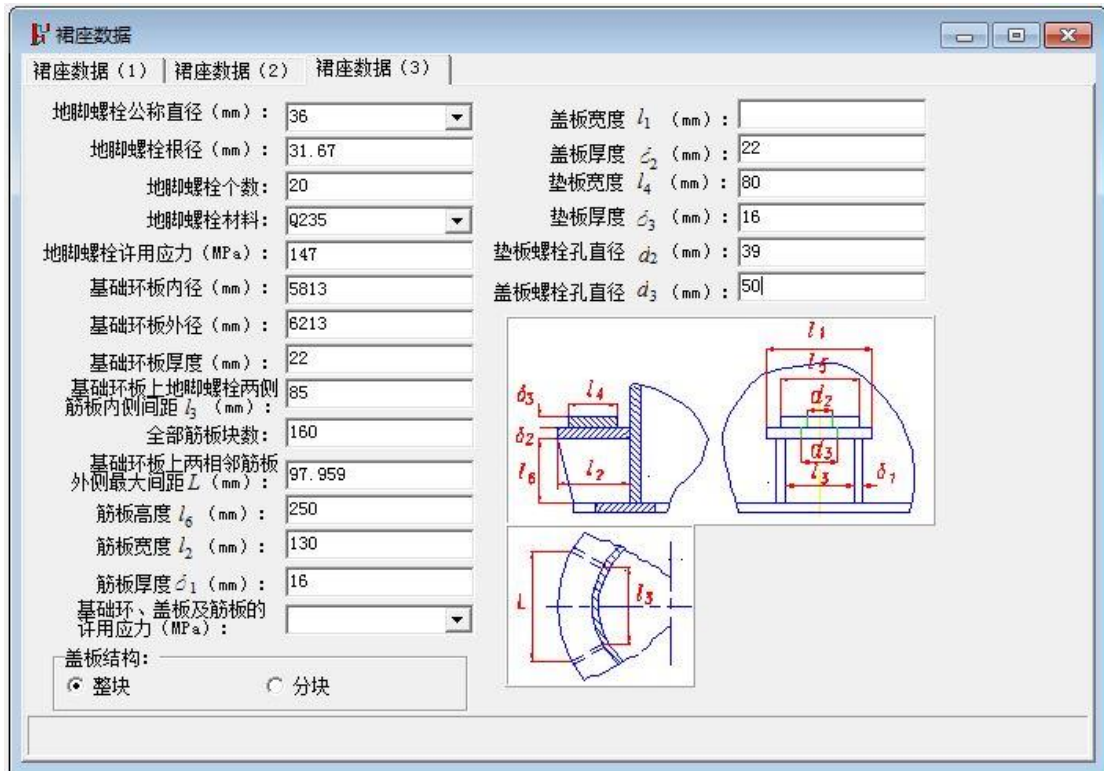 裙座数据
裙座数据（1） 裙座数据（2） 裙座数据（3）
地脚螺栓公称直径（mm）: 36
地脚螺栓根径（mm）: 31.67
地脚螺栓个数: 20
地脚螺栓材料: Q235
地脚螺栓许用应力（MPa）: 147
基础环板内径（mm）: 5813
基础环板外径（mm）: 6213
基础环板厚度（mm）: 22
基础环板上地脚螺栓两侧
筋板内侧间距 l3（mm）: 85
全部筋板块数: 160
基础环板上两相邻筋板
外侧最大间距 L（mm）: 97.959
筋板高度 l6（mm）: 250
筋板宽度 l2（mm）: 130
筋板厚度 δ1（mm）: 16
基础环、盖板及筋板的
许用应力（MPa）:
盖板结构:
整块 分块
盖板宽度 l1（mm）:
盖板厚度 δ2（mm）: 22
垫板宽度 l4（mm）: 80
垫板厚度 δ3（mm）: 16
垫板螺栓孔直径 d2（mm）: 39
盖板螺栓孔直径 d3（mm）: 50
δ3 l4
δ2
l6 l2
l1
l5
d2
d3
l3 δ1
L l3